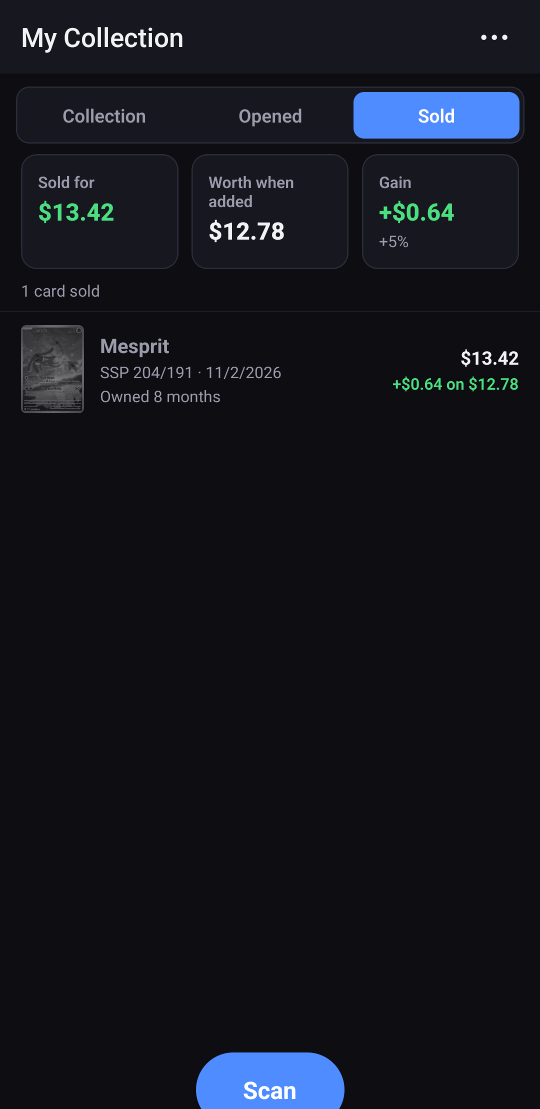 My Collection
Collection
Opened
Sold
Sold for
$13.42
Worth when
added
$12.78
Gain
+$0.64
+5%
1 card sold
Mesprit
SSP 204/191 · 11/2/2026
Owned 8 months
$13.42
+$0.64 on $12.78
Scan